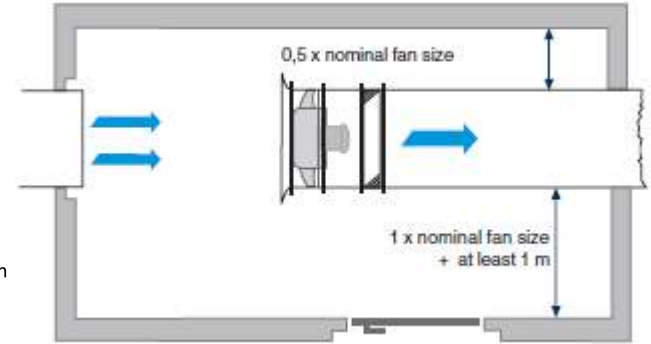 0,5 x nominal fan size
1 x nominal fan size
+ at least 1 m